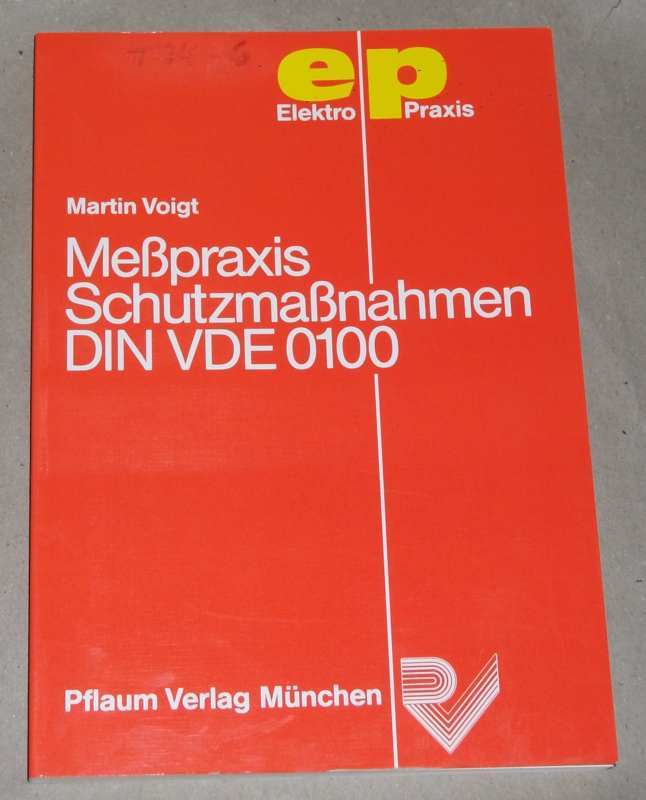 ep
Elektro Praxis
Martin Voigt
Meßpraxis
Schutzmaßnahmen
DIN VDE 0100
Pflaum Verlag München